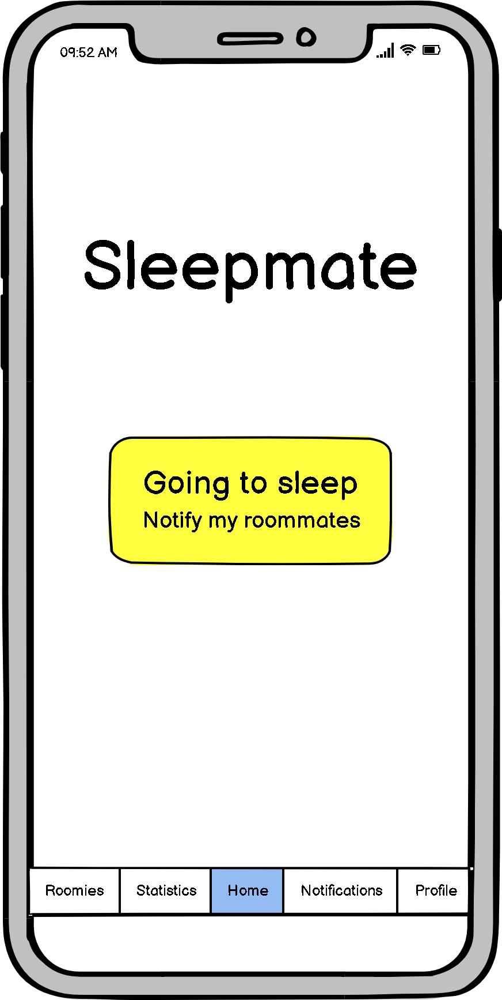 09:52 AM
Sleepmate
Going to sleep
Notify my roommates
Roomies Statistics Home Notifications Profile